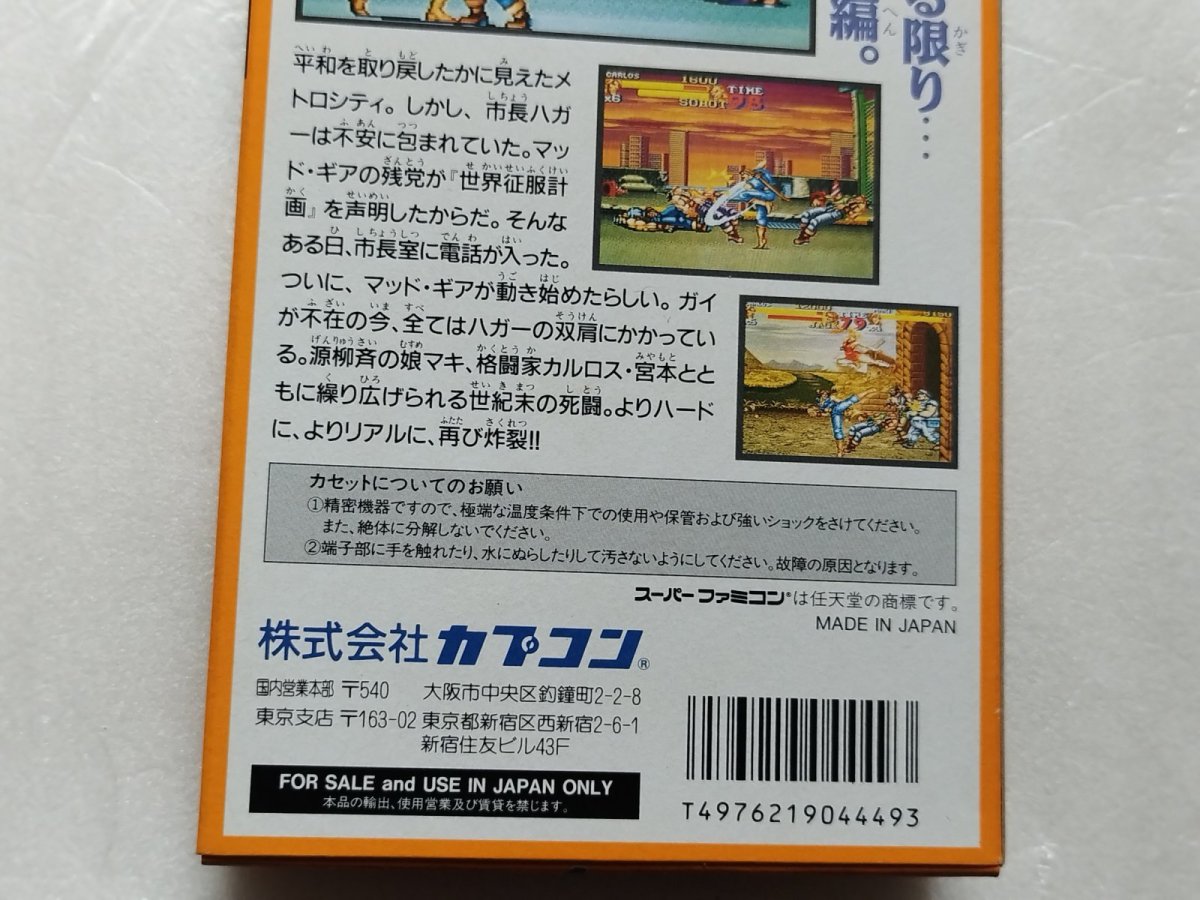 る限り…
編。
平和を取り戻したかに見えたメ
トロシティ。しかし、市長ハガ
ーは不安に包まれていた。マッ
ド・ギアの残党が『世界征服計
画』を声明したからだ。そんな
ある日、市長室に電話が入った。
ついに、マッド・ギアが動き始めたらしい。ガイ
が不在の今、全てはハガーの双肩にかかってい
る。源柳斉の娘マキ、格闘家カルロス・宮本とと
もに繰り広げられる世紀末の死闘。よりハード
に、よりリアルに、再び炸裂!!
CARLOS 1600
TIME
x6 SOBOT 78
79
カセットについてのお願い
①精密機器ですので、極端な温度条件下での使用や保管および強いショックをさけてください。
また、絶体に分解しないでください。
②端子部に手を触れたり、水にぬらしたりして汚さないようにしてください。故障の原因となります。
スーパーファミコン®は任天堂の商標です。
MADE IN JAPAN
株式会社カプコン®
国内営業本部 〒540 大阪市中央区釣鐘町2-2-8
東京支店 〒163-02 東京都新宿区西新宿2-6-1
新宿住友ビル43F
FOR SALE and USE IN JAPAN ONLY
本品の輸出、使用営業及び賃貸を禁じます。
T4976219044493